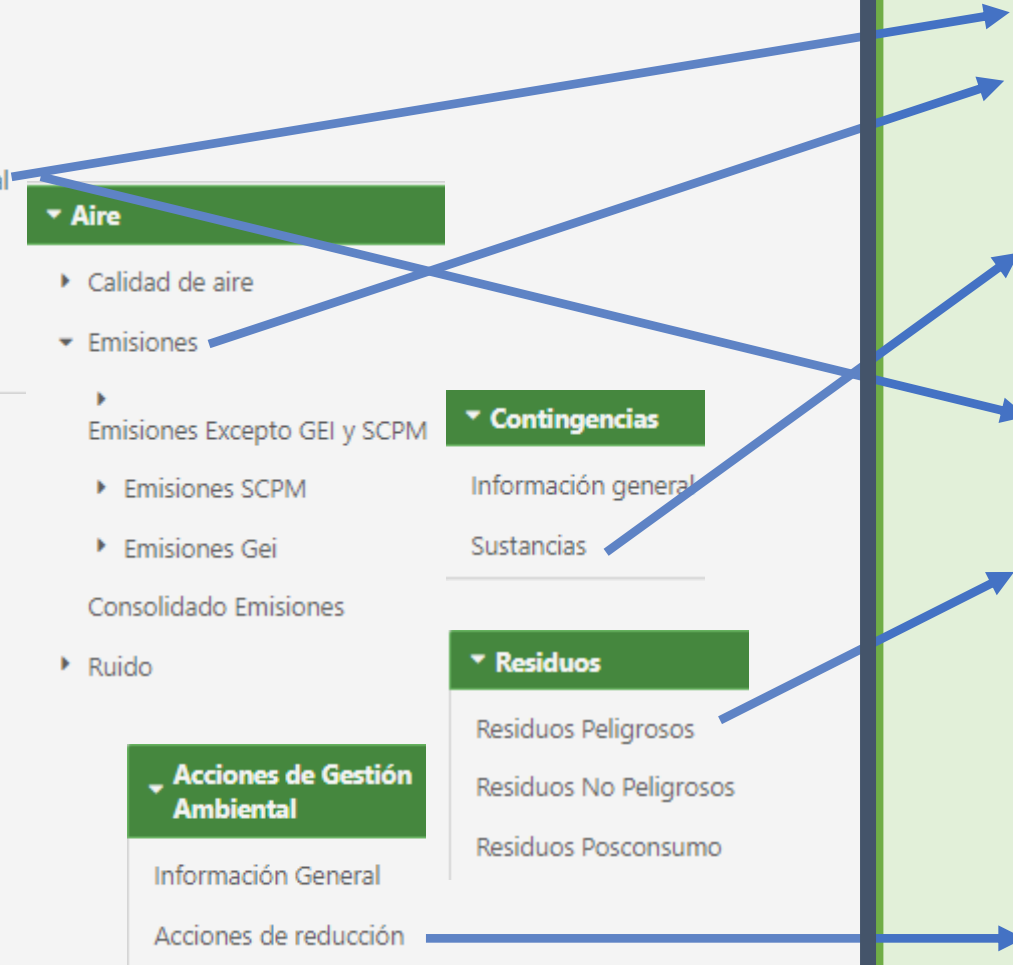 Aire
Calidad de aire
Emisiones
Emisiones Excepto GEI y SCPM
Emisiones SCPM
Emisiones Gei
Consolidado Emisiones
Ruido
Contingencias
Información general
Sustancias
Residuos
Residuos Peligrosos
Residuos No Peligrosos
Residuos Posconsumo
Acciones de Gestión
Ambiental
Información General
Acciones de reducción